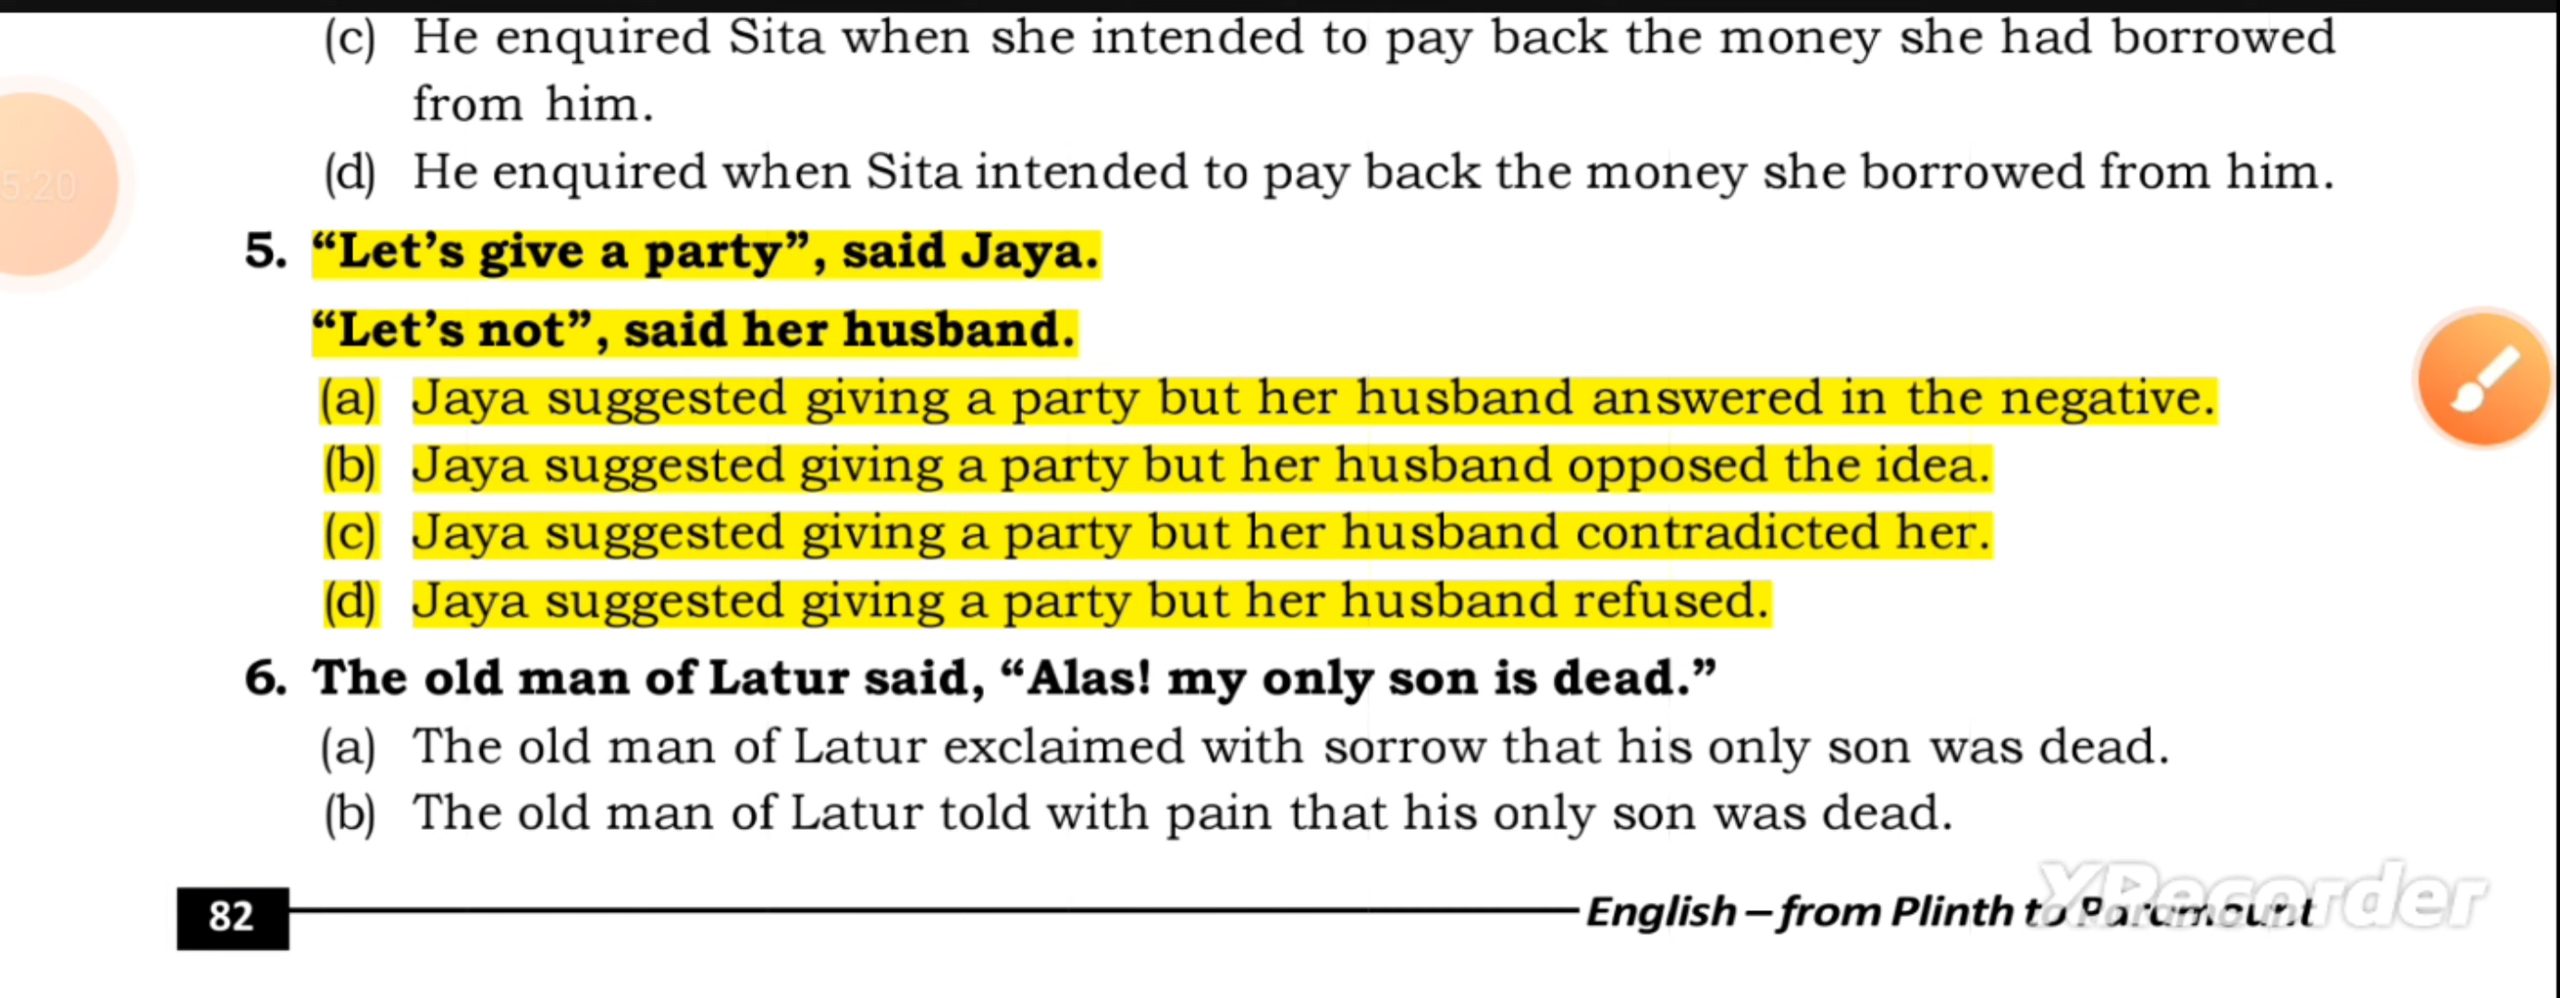 (c) He enquired Sita when she intended to pay back the money she had borrowed
from him.
(d) He enquired when Sita intended to pay back the money she borrowed from him.
5:20
5. “Let’s give a party”, said Jaya.
“Let’s not”, said her husband.
(a) Jaya suggested giving a party but her husband answered in the negative.
(b) Jaya suggested giving a party but her husband opposed the idea.
(c) Jaya suggested giving a party but her husband contradicted her.
(d) Jaya suggested giving a party but her husband refused.
6. The old man of Latur said, “Alas! my only son is dead.”
(a) The old man of Latur exclaimed with sorrow that his only son was dead.
(b) The old man of Latur told with pain that his only son was dead.
82 English – from Plinth to Paramount
XRecorder